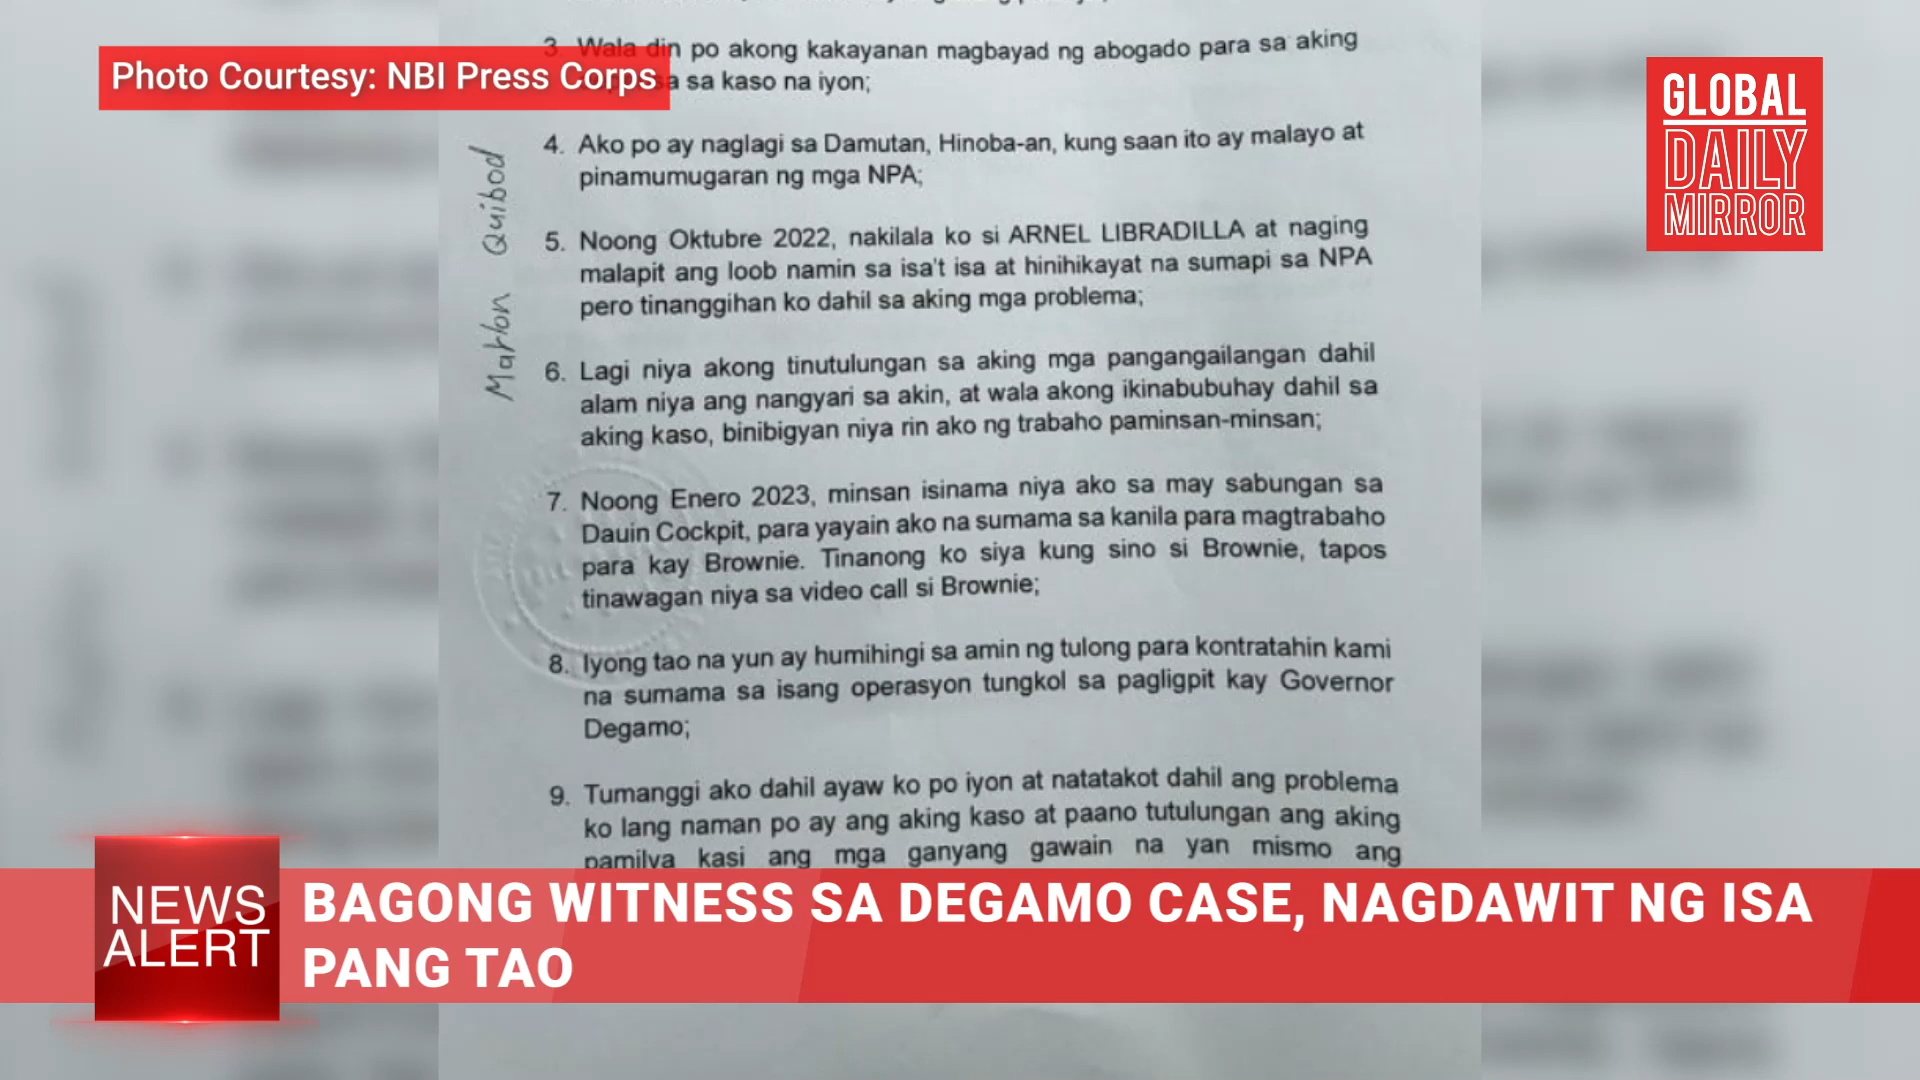 Photo Courtesy: NBI Press Corps
GLOBAL
DAILY
MIRROR
3. Wala din po akong kakayanan magbayad ng abogado para sa aking
sa kaso na iyon;
4. Ako po ay naglagi sa Damutan, Hinoba-an, kung saan ito ay malayo at
pinamumugaran ng mga NPA;
5. Noong Oktubre 2022, nakilala ko si ARNEL LIBRADILLA at naging
malapit ang loob namin sa isa't isa at hinihikayat na sumapi sa NPA
pero tinanggihan ko dahil sa aking mga problema;
6. Lagi niya akong tinutulungan sa aking mga pangangailangan dahil
alam niya ang nangyari sa akin, at wala akong ikinabubuhay dahil sa
aking kaso, binibigyan niya rin ako ng trabaho paminsan-minsan;
7. Noong Enero 2023, minsan isinama niya ako sa may sabungan sa
Dauin Cockpit, para yayain ako na sumama sa kanila para magtrabaho
para kay Brownie. Tinanong ko siya kung sino si Brownie, tapos
tinawagan niya sa video call si Brownie;
8. Iyong tao na yun ay humihingi sa amin ng tulong para kontratahin kami
na sumama sa isang operasyon tungkol sa pagligpit kay Governor
Degamo;
9. Tumanggi ako dahil ayaw ko po iyon at natatakot dahil ang problema
ko lang naman po ay ang aking kaso at paano tutulungan ang aking
pamilya kasi ang mga ganyang gawain na yan mismo ang
Marlon Quibod
NEWS
ALERT
BAGONG WITNESS SA DEGAMO CASE, NAGDAWIT NG ISA
PANG TAO